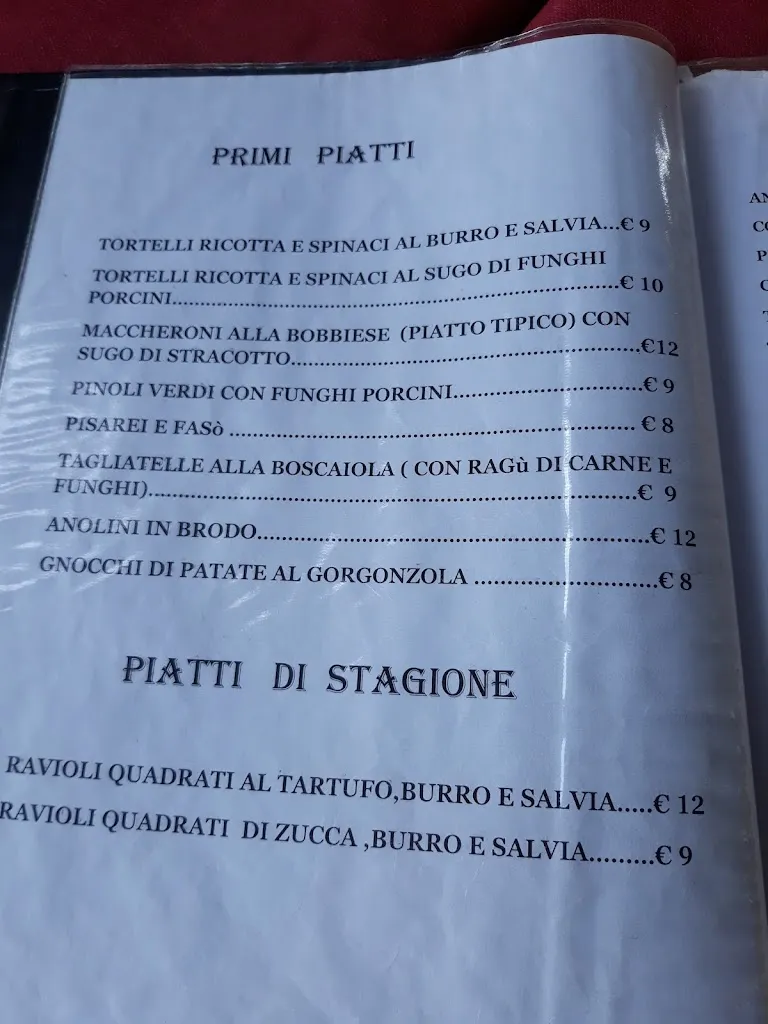 PRIMI PIATTI
TORTELLI RICOTTA E SPINACI AL BURRO E SALVIA...€ 9
TORTELLI RICOTTA E SPINACI AL SUGO DI FUNGHI
PORCINI.......................................................................€ 10
MACCHERONI ALLA BOBBIESE (PIATTO TIPICO) CON
SUGO DI STRACOTTO.......................................................€12
PINOLI VERDI CON FUNGHI PORCINI..............................€ 9
PISAREI E FASò ................................................................. € 8
TAGLIATELLE ALLA BOSCAIOLA ( CON RAGù DI CARNE E
FUNGHI)..............................................................................€ 9
ANOLINI IN BRODO..............................................................€ 12
GNOCCHI DI PATATE AL GORGONZOLA .............................€ 8
PIATTI DI STAGIONE
RAVIOLI QUADRATI AL TARTUFO,BURRO E SALVIA.....€ 12
RAVIOLI QUADRATI DI ZUCCA ,BURRO E SALVIA.........€ 9